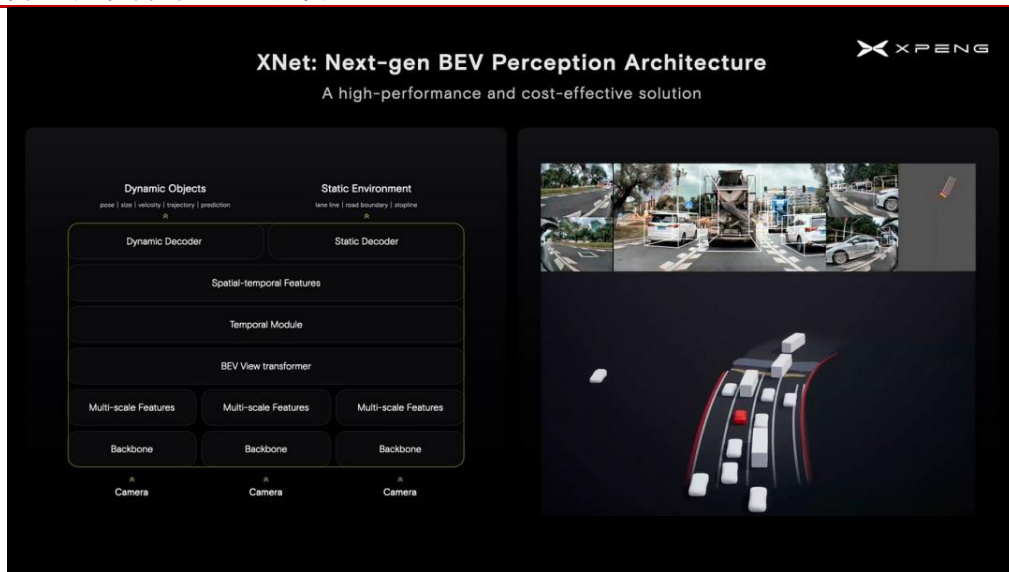 XPENG
XNet: Next-gen BEV Perception Architecture
A high-performance and cost-effective solution
Dynamic Objects
pose | size | velcoity | trajectory | prediction
Static Environment
lane line | road boundary | stopline
Dynamic Decoder
Static Decoder
Spatial-temporal Features
Temporal Module
BEV View transformer
Multi-scale Features
Multi-scale Features
Multi-scale Features
Backbone
Backbone
Backbone
Camera
Camera
Camera